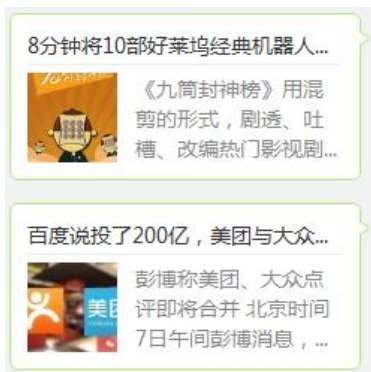 8分钟将10部好莱坞经典机器人...
《九筒封神榜》用混
剪的形式，剧透、吐
槽、改编热门影视剧...
百度说投了200亿，美团与大众...
美团
彭博称美团、大众点
评即将合并 北京时间
7日午间彭博消息，...